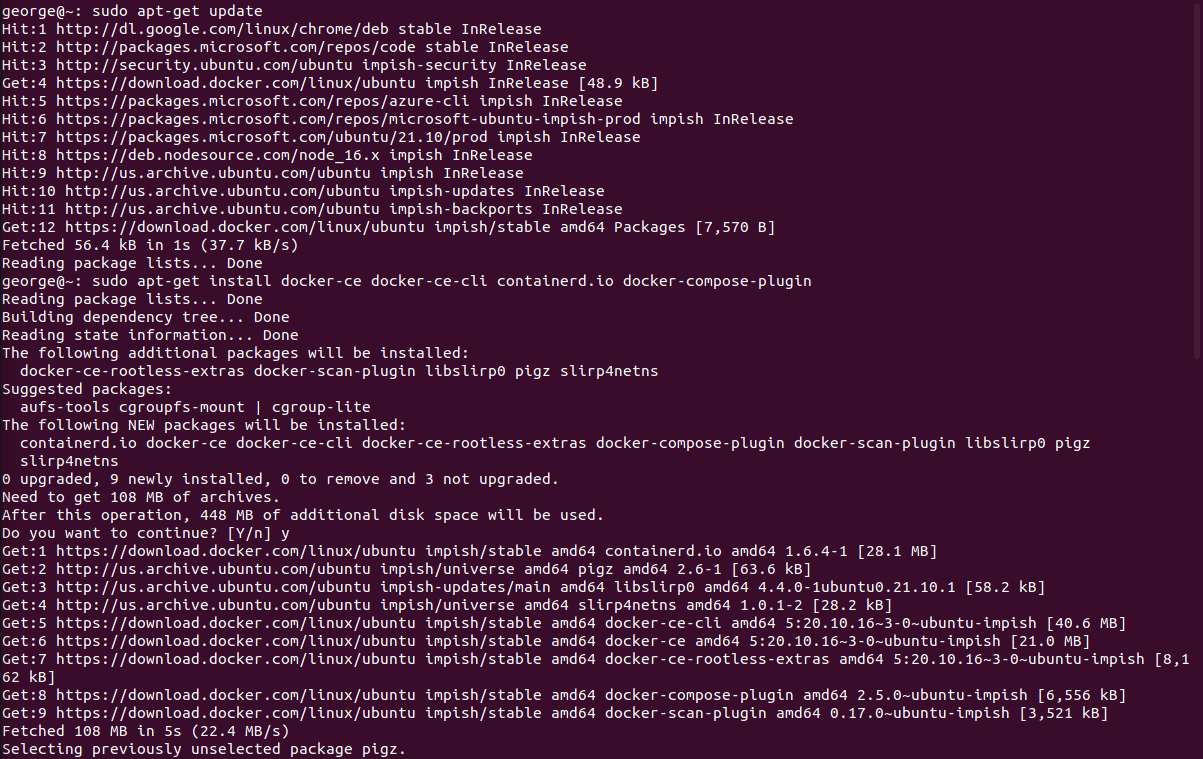 george@~: sudo apt-get update
Hit:1 http://dl.google.com/linux/chrome/deb stable InRelease
Hit:2 http://packages.microsoft.com/repos/code stable InRelease
Hit:3 http://security.ubuntu.com/ubuntu impish-security InRelease
Get:4 https://download.docker.com/linux/ubuntu impish InRelease [48.9 kB]
Hit:5 https://packages.microsoft.com/repos/azure-cli impish InRelease
Hit:6 https://packages.microsoft.com/repos/microsoft-ubuntu-impish-prod impish InRelease
Hit:7 https://packages.microsoft.com/ubuntu/21.10/prod impish InRelease
Hit:8 https://deb.nodesource.com/node_16.x impish InRelease
Hit:9 http://us.archive.ubuntu.com/ubuntu impish InRelease
Hit:10 http://us.archive.ubuntu.com/ubuntu impish-updates InRelease
Hit:11 http://us.archive.ubuntu.com/ubuntu impish-backports InRelease
Get:12 https://download.docker.com/linux/ubuntu impish/stable amd64 Packages [7,570 B]
Fetched 56.4 kB in 1s (37.7 kB/s)
Reading package lists... Done
george@~: sudo apt-get install docker-ce docker-ce-cli containerd.io docker-compose-plugin
Reading package lists... Done
Building dependency tree... Done
Reading state information... Done
The following additional packages will be installed:
  docker-ce-rootless-extras docker-scan-plugin libslirp0 pigz slirp4netns
Suggested packages:
  aufs-tools cgroupfs-mount | cgroup-lite
The following NEW packages will be installed:
  containerd.io docker-ce docker-ce-cli docker-ce-rootless-extras docker-compose-plugin docker-scan-plugin libslirp0 pigz
  slirp4netns
0 upgraded, 9 newly installed, 0 to remove and 3 not upgraded.
Need to get 108 MB of archives.
After this operation, 448 MB of additional disk space will be used.
Do you want to continue? [Y/n] y
Get:1 https://download.docker.com/linux/ubuntu impish/stable amd64 containerd.io amd64 1.6.4-1 [28.1 MB]
Get:2 http://us.archive.ubuntu.com/ubuntu impish/universe amd64 pigz amd64 2.6-1 [63.6 kB]
Get:3 http://us.archive.ubuntu.com/ubuntu impish-updates/main amd64 libslirp0 amd64 4.4.0-1ubuntu0.21.10.1 [58.2 kB]
Get:4 http://us.archive.ubuntu.com/ubuntu impish/universe amd64 slirp4netns amd64 1.0.1-2 [28.2 kB]
Get:5 https://download.docker.com/linux/ubuntu impish/stable amd64 docker-ce-cli amd64 5:20.10.16~3-0~ubuntu-impish [40.6 MB]
Get:6 https://download.docker.com/linux/ubuntu impish/stable amd64 docker-ce amd64 5:20.10.16~3-0~ubuntu-impish [21.0 MB]
Get:7 https://download.docker.com/linux/ubuntu impish/stable amd64 docker-ce-rootless-extras amd64 5:20.10.16~3-0~ubuntu-impish [8,1
62 kB]
Get:8 https://download.docker.com/linux/ubuntu impish/stable amd64 docker-compose-plugin amd64 2.5.0~ubuntu-impish [6,556 kB]
Get:9 https://download.docker.com/linux/ubuntu impish/stable amd64 docker-scan-plugin amd64 0.17.0~ubuntu-impish [3,521 kB]
Fetched 108 MB in 5s (22.4 MB/s)
Selecting previously unselected package pigz.